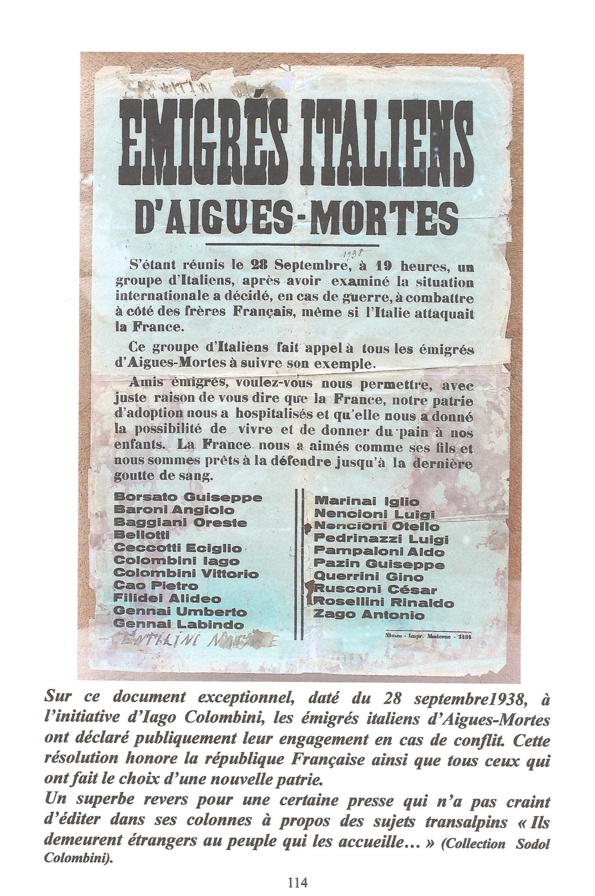 EMIGRÉS ITALIENS
D'AIGUES-MORTES
1938
S'étant réunis le 28 Septembre, à 19 heures, un
groupe d'Italiens, après avoir examiné la situation
internationale a décidé, en cas de guerre, à combattre
à côté des frères Français, même si l'Italie attaquait
la France.
Ce groupe d'Italiens fait appel à tous les émigrés
d'Aigues-Mortes à suivre son exemple.
Amis émigrés, voulez-vous nous permettre, avec
juste raison de vous dire que la France, notre patrie
d'adoption nous a hospitalisés et qu'elle nous a donné
la possibilité de vivre et de donner du pain à nos
enfants. La France nous a aimés comme ses fils et
nous sommes prêts à la défendre jusqu'à la dernière
goutte de sang.
Borsato Guiseppe
Baroni Angiolo
Baggiani Oreste
Bellotti
Ceccotti Eciglio
Colombini Iago
Colombini Vittorio
Cao Pietro
Filidei Alideo
Gennai Umberto
Gennai Labindo
Marinai Iglio
Nencioni Luigi
Nencioni Otello
Pedrinazzi Luigi
Pampaloni Aldo
Pazin Guiseppe
Querrini Gino
Rusconi César
Rosellini Rinaldo
Zago Antonio
Nîmes - Impr. Moderne
Sur ce document exceptionnel, daté du 28 septembre1938, à
l'initiative d'Iago Colombini, les émigrés italiens d'Aigues-Mortes
ont déclaré publiquement leur engagement en cas de conflit. Cette
résolution honore la république Française ainsi que tous ceux qui
ont fait le choix d'une nouvelle patrie.
Un superbe revers pour une certaine presse qui n'a pas craint
d'éditer dans ses colonnes à propos des sujets transalpins « Ils
demeurent étrangers au peuple qui les accueille… » (Collection Sodol
Colombini).
114